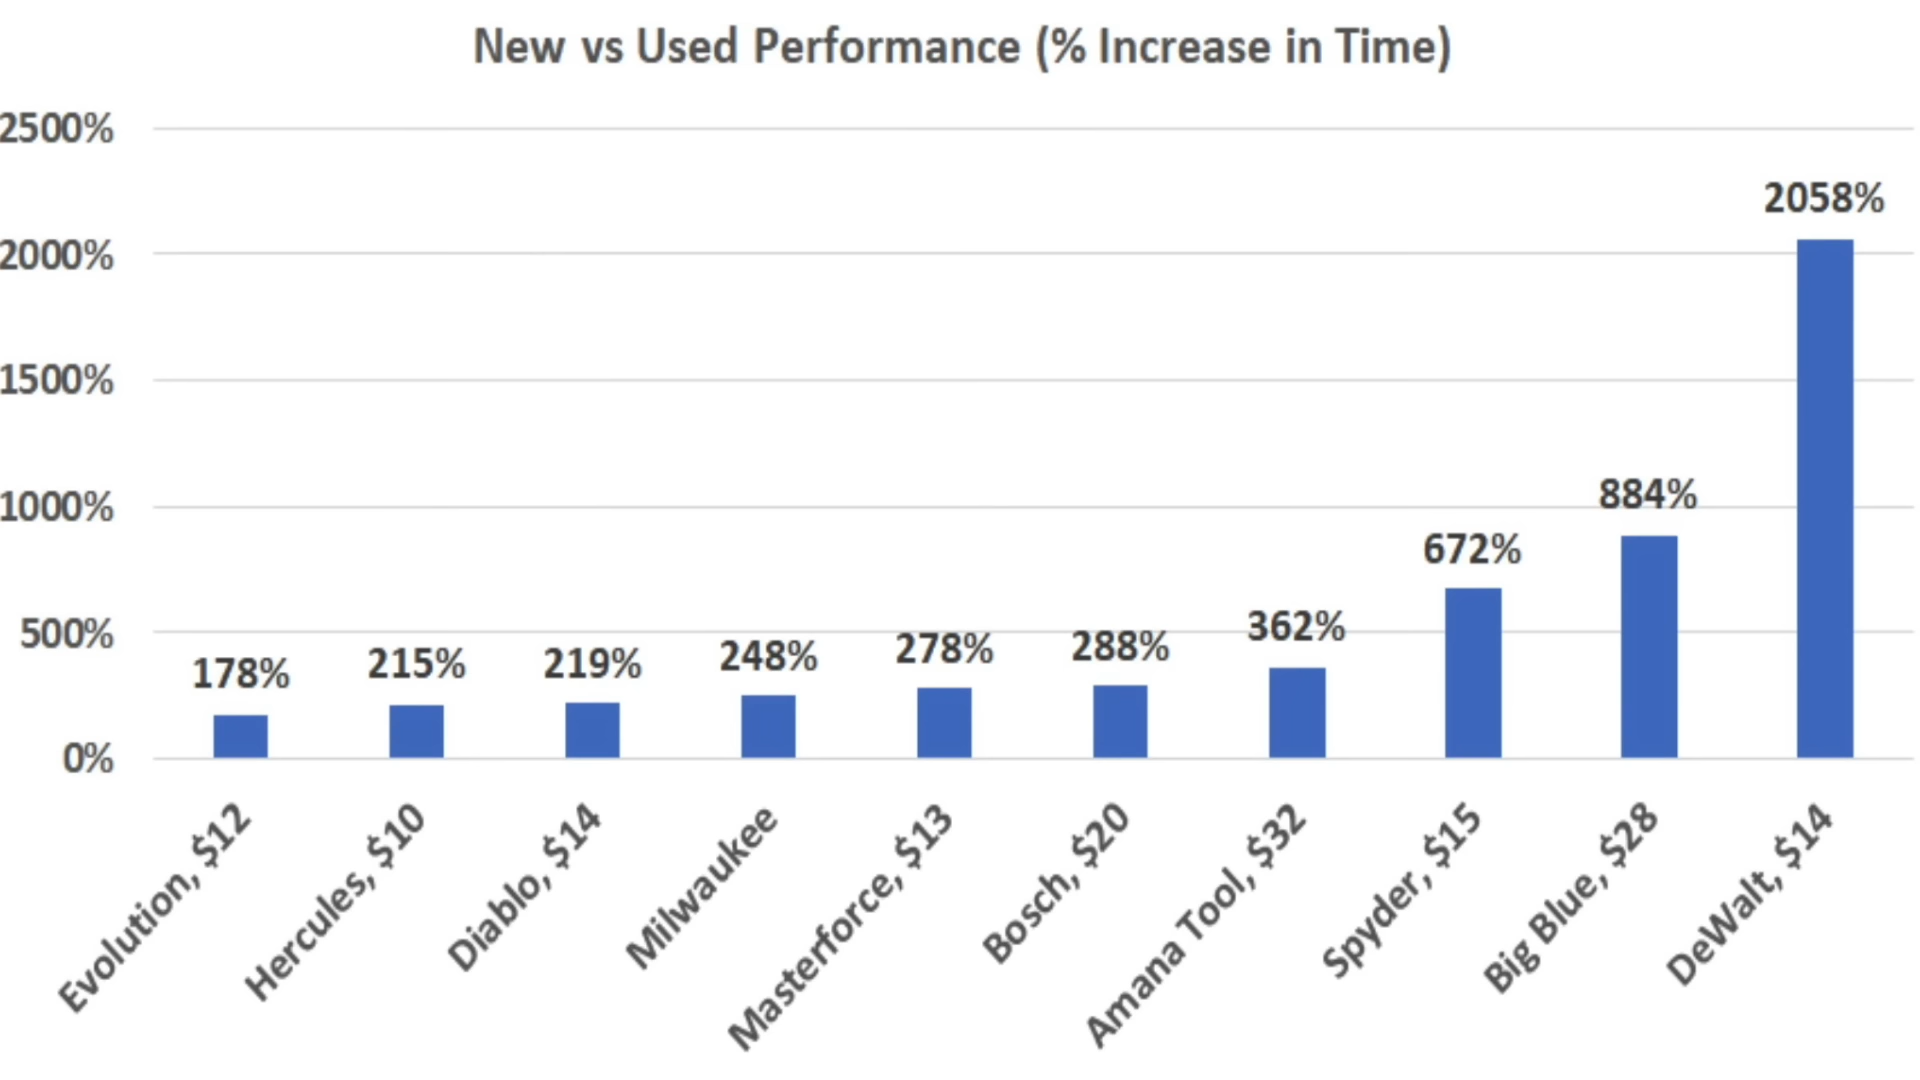 New vs Used Performance (% Increase in Time)
2500%
2000%
1500%
1000%
500%
0%
178%
215%
219%
248%
278%
288%
362%
672%
884%
2058%
Evolution, $12
Hercules, $10
Diablo, $14
Milwaukee
Masterforce, $13
Bosch, $20
Amana Tool, $32
Spyder, $15
Big Blue, $28
DeWalt, $14